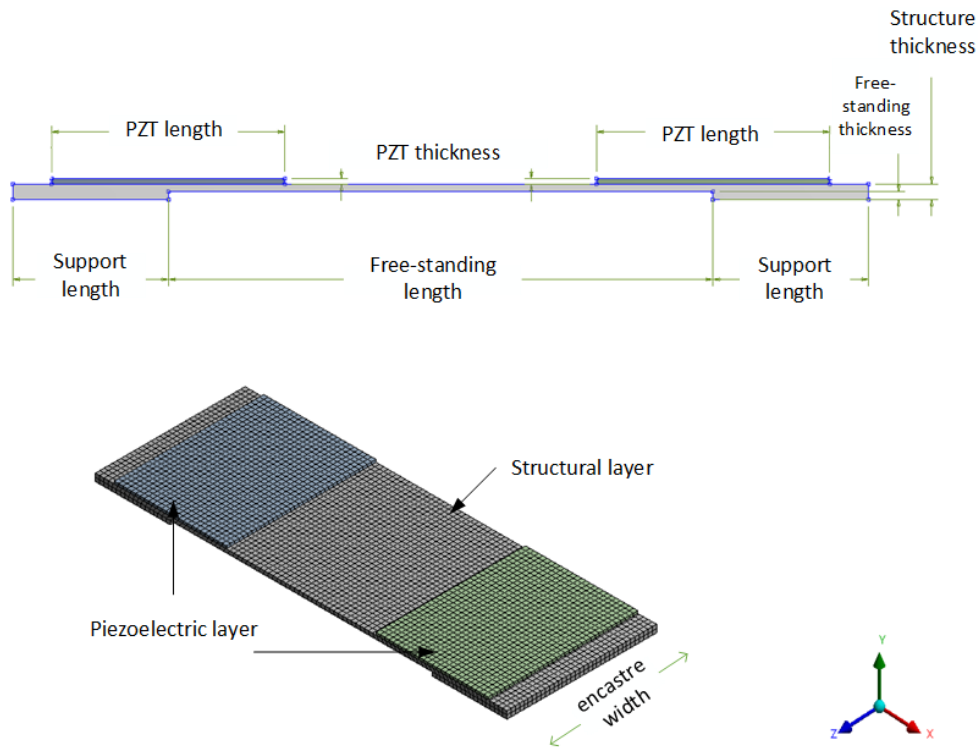 Structure
thickness
Free-
standing
thickness
PZT length
PZT thickness
PZT length
Support
length
Free-standing
length
Support
length
Structural layer
Piezoelectric layer
encastre
width
Y
Z
X